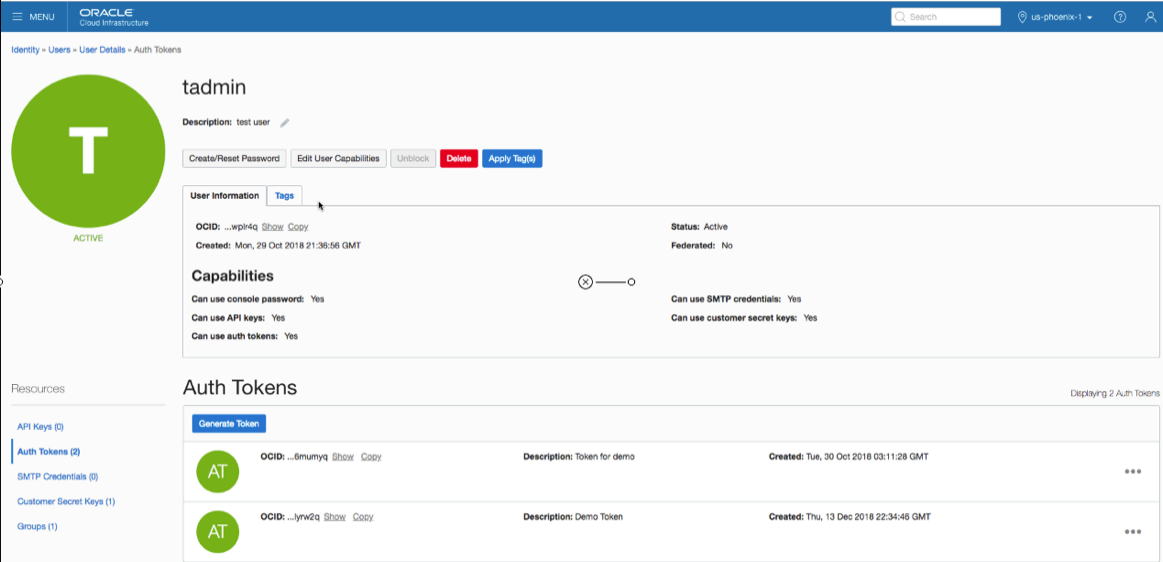 MENU
ORACLE
Cloud Infrastructure
Search
us-phoenix-1
Identity » Users » User Details » Auth Tokens
T
ACTIVE
tadmin
Description: test user
Create/Reset Password Edit User Capabilities Unblock Delete Apply Tag(s)
User Information Tags
OCID: ...wplr4q Show Copy
Status: Active
Created: Mon, 29 Oct 2018 21:36:56 GMT
Federated: No
Capabilities
Can use console password: Yes
Can use SMTP credentials: Yes
Can use API keys: Yes
Can use customer secret keys: Yes
Can use auth tokens: Yes
Resources
API Keys (0)
Auth Tokens (2)
SMTP Credentials (0)
Customer Secret Keys (1)
Groups (1)
Auth Tokens
Displaying 2 Auth Tokens
Generate Token
AT
OCID: ...6mumyq Show Copy
Description: Token for demo
Created: Tue, 30 Oct 2018 03:11:28 GMT
AT
OCID: ...lyrw2q Show Copy
Description: Demo Token
Created: Thu, 13 Dec 2018 22:34:46 GMT